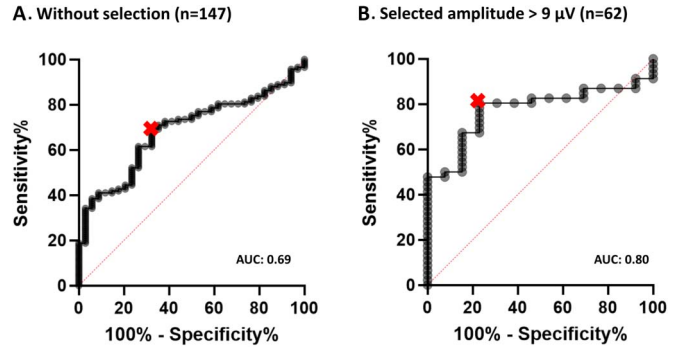 A. Without selection (n=147)
100
80
60
40
20
0
Sensitivity%
AUC: 0.69
0 20 40 60 80 100
100% - Specificity%
B. Selected amplitude > 9 µV (n=62)
100
80
60
40
20
0
Sensitivity%
AUC: 0.80
0 20 40 60 80 100
100% - Specificity%